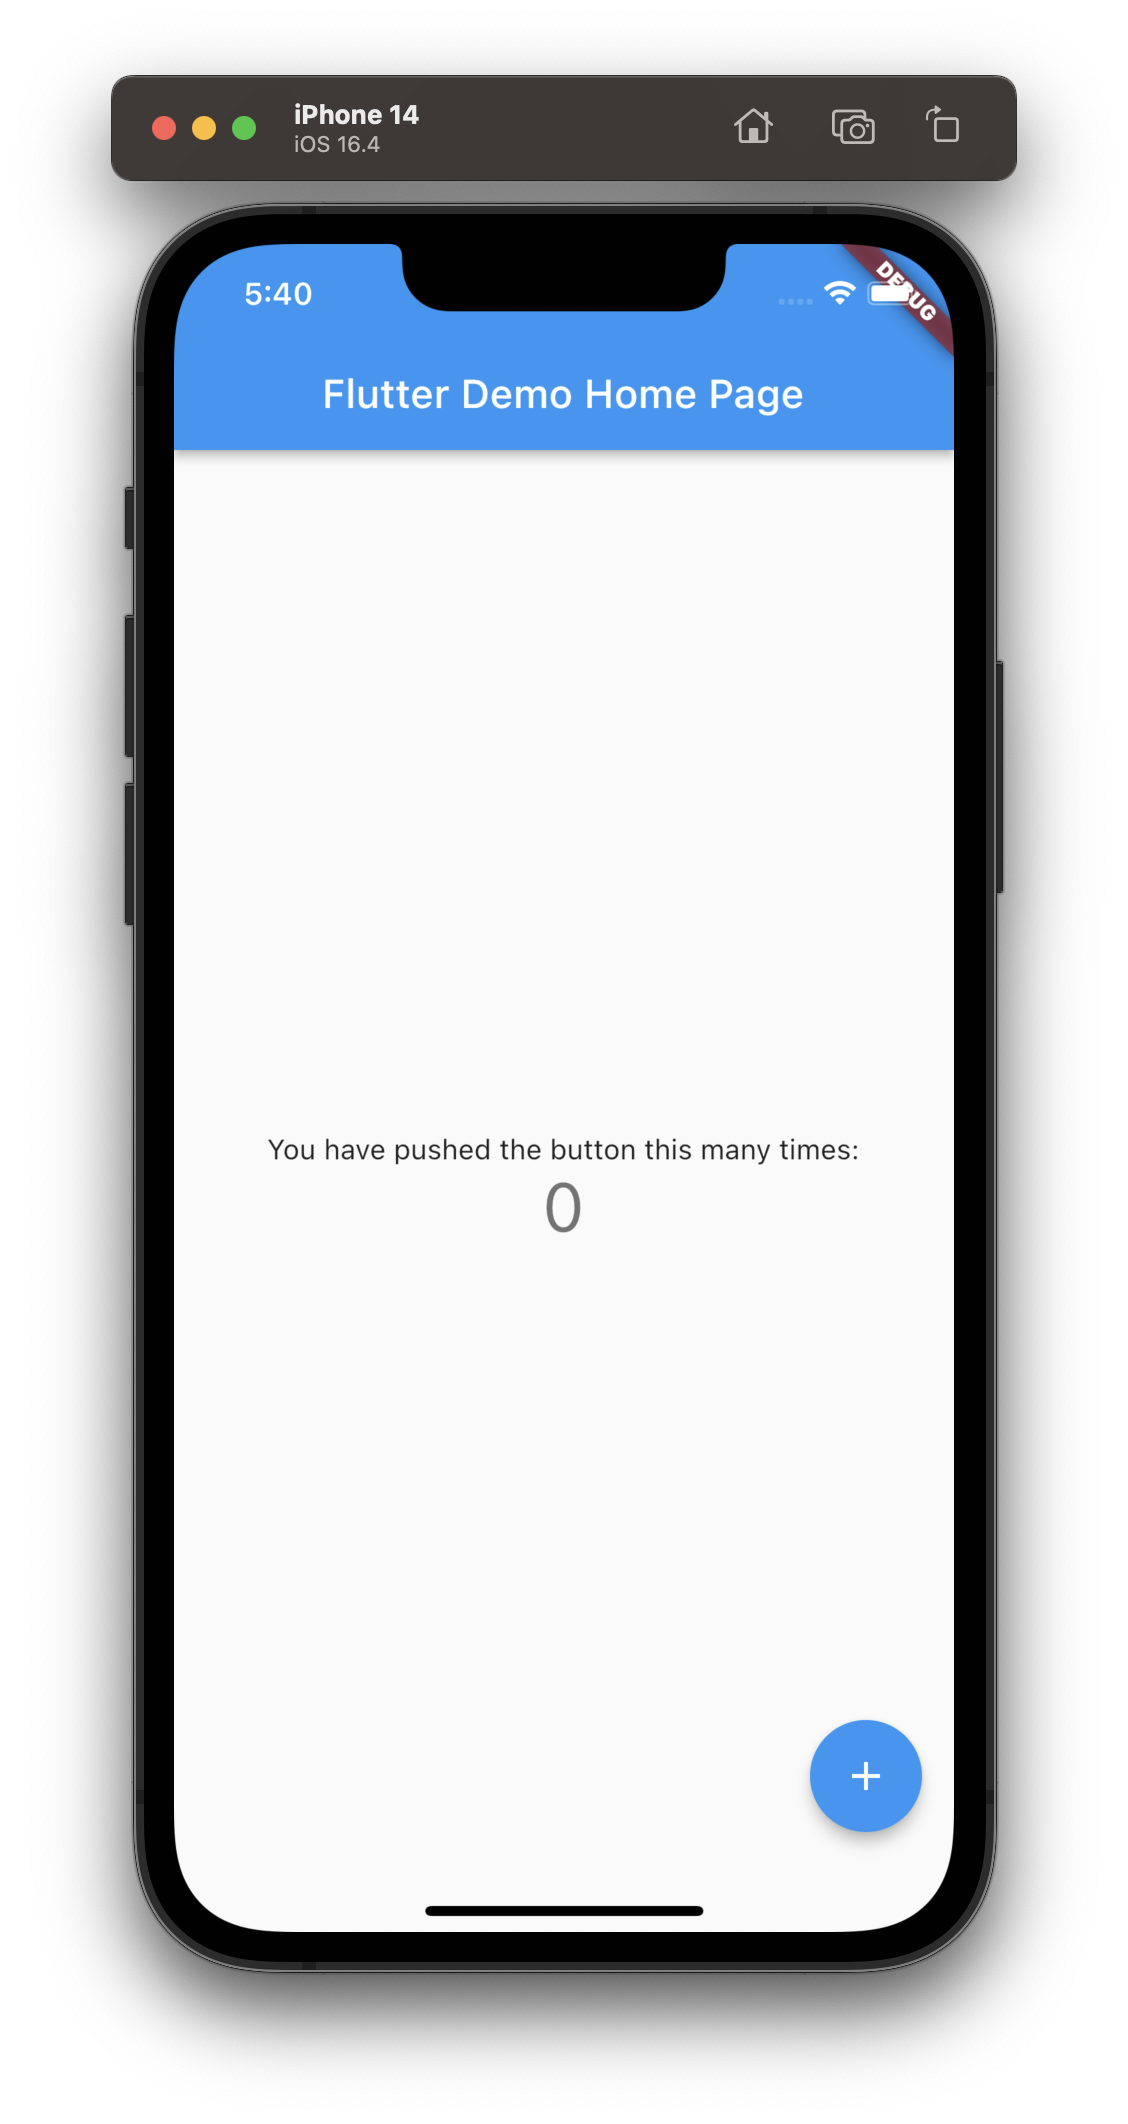 iPhone 14
iOS 16.4
5:40
DEBUG
Flutter Demo Home Page
You have pushed the button this many times:
0